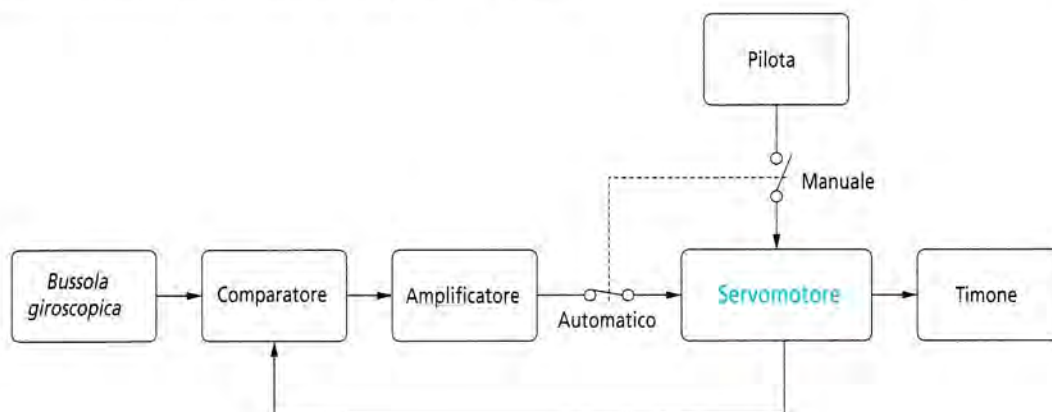 Pilota
Manuale
Bussola
giroscopica
Comparatore
Amplificatore
Automatico
Servomotore
Timone